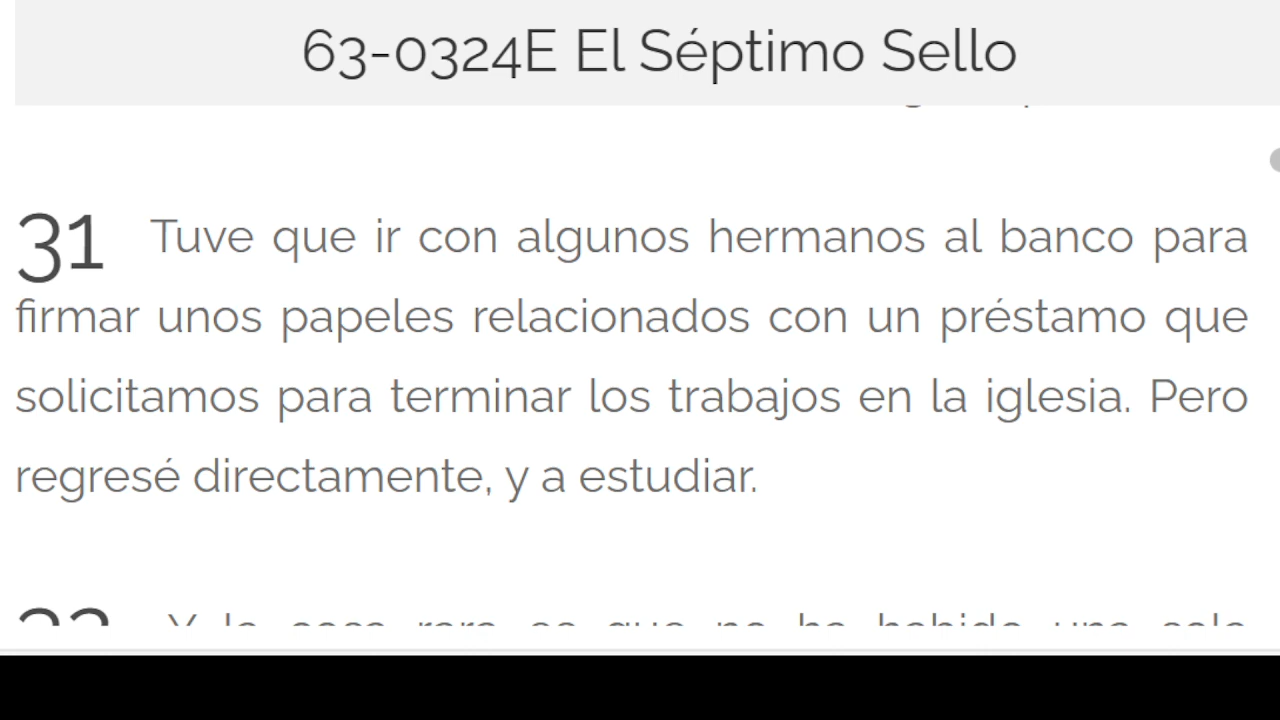 63-0324E El Séptimo Sello
31 Tuve que ir con algunos hermanos al banco para
firmar unos papeles relacionados con un préstamo que
solicitamos para terminar los trabajos en la iglesia. Pero
regresé directamente, y a estudiar.